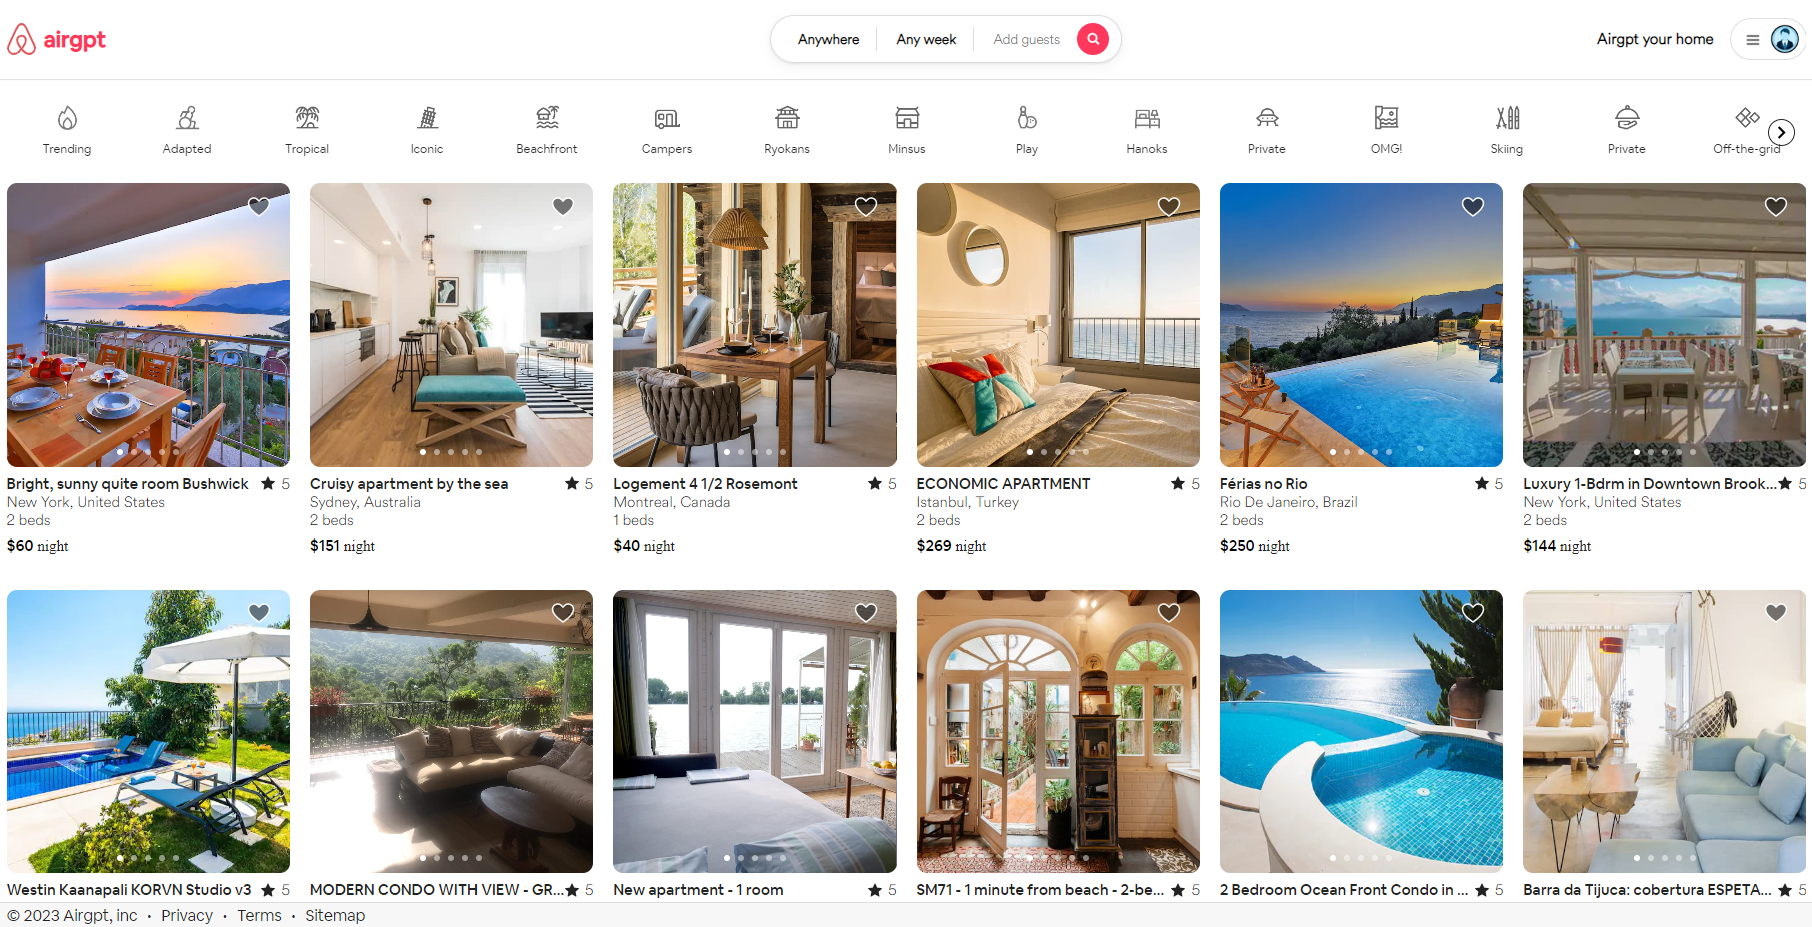 airgpt
Anywhere
Any week
Add guests
Airgpt your home
Trending
Adapted
Tropical
Iconic
Beachfront
Campers
Ryokans
Minsus
Play
Hanoks
Private
OMG!
Skiing
Private
Off-the-grid
Bright, sunny quite room Bushwick ★ 5
New York, United States
2 beds
$60 night
Cruisy apartment by the sea ★ 5
Sydney, Australia
2 beds
$151 night
Logement 4 1/2 Rosemont ★ 5
Montreal, Canada
1 beds
$40 night
ECONOMIC APARTMENT ★ 5
Istanbul, Turkey
2 beds
$269 night
Férias no Rio ★ 5
Rio De Janeiro, Brazil
2 beds
$250 night
Luxury 1-Bdrm in Downtown Brook... ★ 5
New York, United States
2 beds
$144 night
Westin Kaanapali KORVN Studio v3 ★ 5
MODERN CONDO WITH VIEW - GR... ★ 5
New apartment - 1 room ★ 5
SM71 - 1 minute from beach - 2-be... ★ 5
2 Bedroom Ocean Front Condo in ... ★ 5
Barra da Tijuca: cobertura ESPETA... ★ 5
© 2023 Airgpt, inc · Privacy · Terms · Sitemap